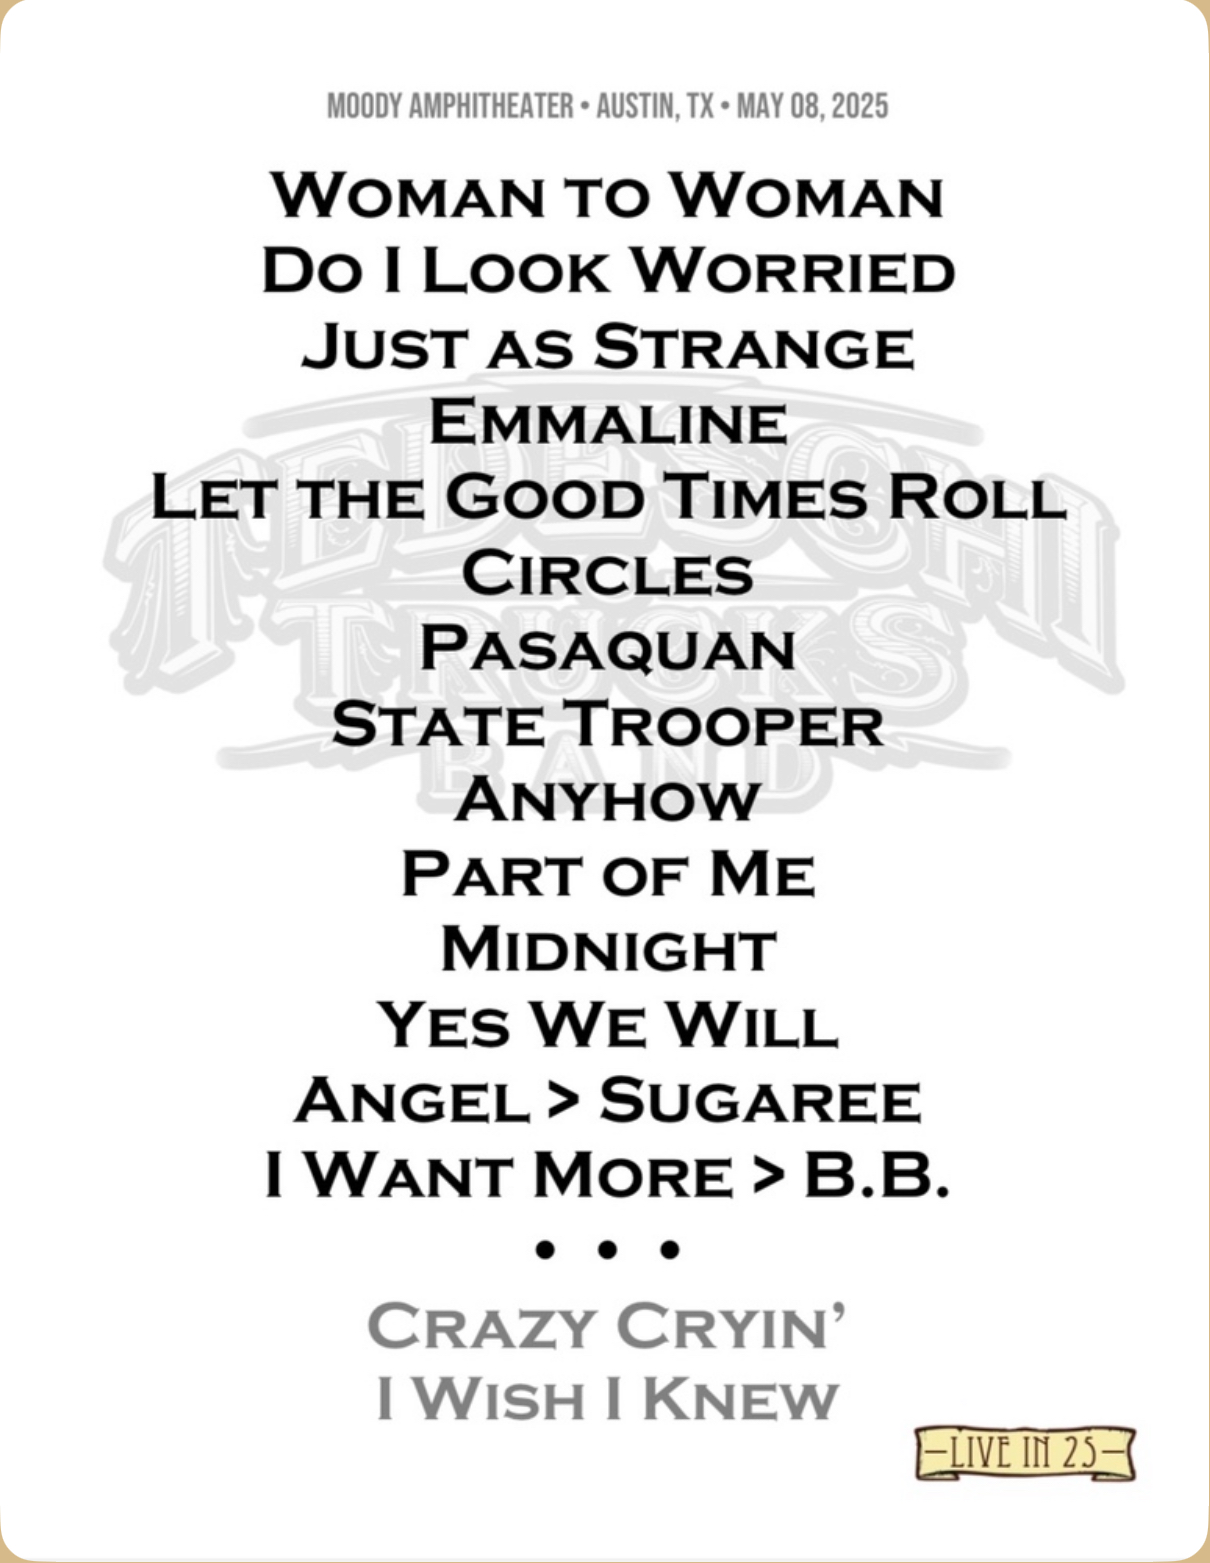 MOODY AMPHITHEATER • AUSTIN, TX • MAY 08, 2025
WOMAN TO WOMAN
DO I LOOK WORRIED
JUST AS STRANGE
EMMALINE
LET THE GOOD TIMES ROLL
CIRCLES
PASAQUAN
STATE TROOPER
ANYHOW
PART OF ME
MIDNIGHT
YES WE WILL
ANGEL > SUGAREE
I WANT MORE > B.B.
• • •
CRAZY CRYIN’
I WISH I KNEW
TEDESCHI
TRUCKS
BAND
–LIVE IN 25–